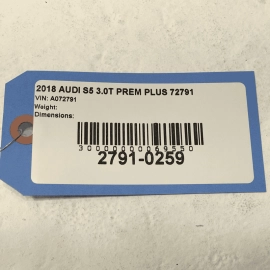 2018 AUDI S5 3.0T PREM PLUS 72791
VIN: A072791
Weight:
Dimensions:
3000000069550
2791-0259